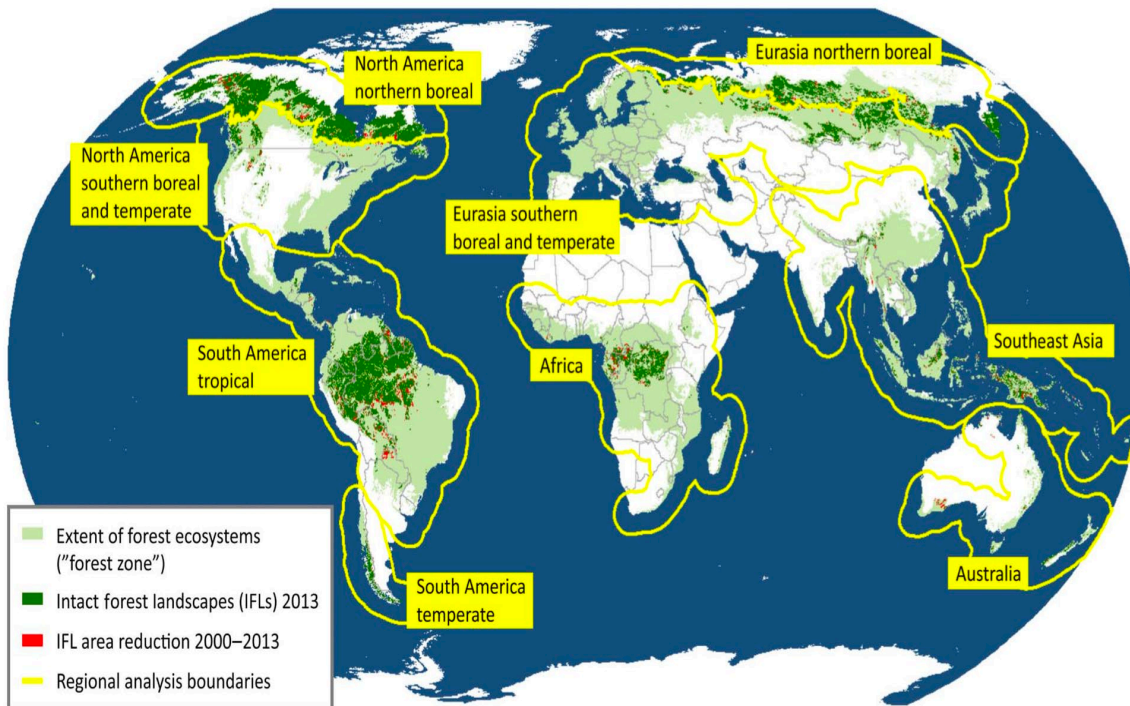 Eurasia northern boreal
North America
northern boreal
North America
southern boreal
and temperate
Eurasia southern
boreal and temperate
South America
tropical
Africa
Southeast Asia
South America
temperate
Australia
Extent of forest ecosystems
(”forest zone”)
Intact forest landscapes (IFLs) 2013
IFL area reduction 2000–2013
Regional analysis boundaries